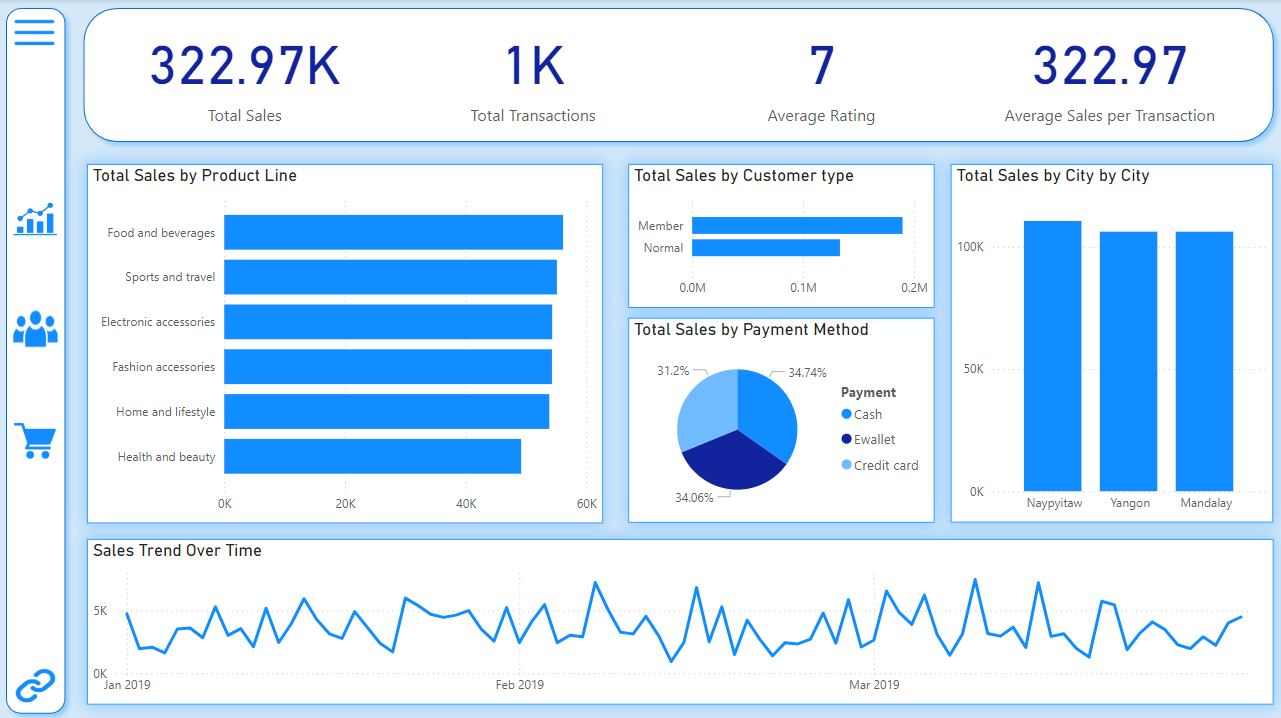 322.97K
Total Sales
1K
Total Transactions
7
Average Rating
322.97
Average Sales per Transaction
Total Sales by Product Line
Food and beverages
Sports and travel
Electronic accessories
Fashion accessories
Home and lifestyle
Health and beauty
0K 20K 40K 60K
Total Sales by Customer type
Member
Normal
0.0M 0.1M 0.2M
Total Sales by Payment Method
31.2%
34.74%
34.06%
Payment
Cash
Ewallet
Credit card
Total Sales by City by City
100K
50K
0K
Naypyitaw Yangon Mandalay
Sales Trend Over Time
5K
0K
Jan 2019 Feb 2019 Mar 2019